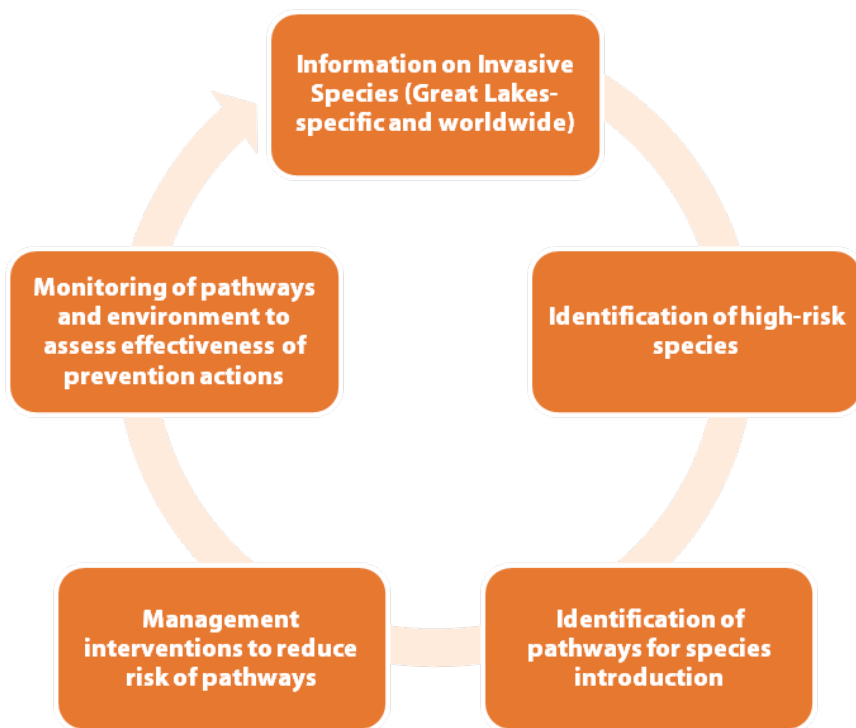 Information on Invasive
Species (Great Lakes-
specific and worldwide)
Identification of high-risk
species
Identification of
pathways for species
introduction
Management
interventions to reduce
risk of pathways
Monitoring of pathways
and environment to
assess effectiveness of
prevention actions